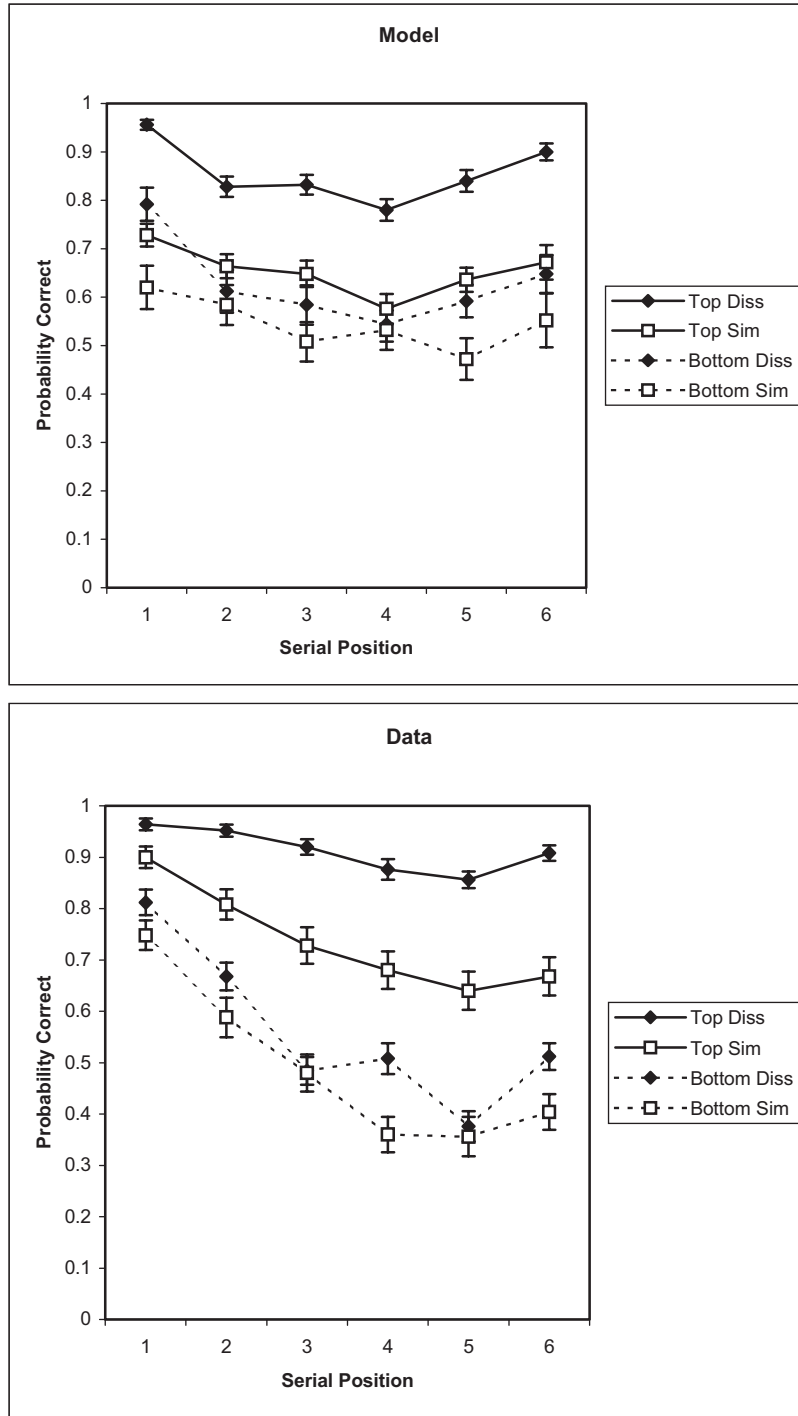 Model
1
0.9
0.8
0.7
0.6
0.5
0.4
0.3
0.2
0.1
0
Probability Correct
1 2 3 4 5 6
Serial Position
Top Diss
Top Sim
Bottom Diss
Bottom Sim
Data
1
0.9
0.8
0.7
0.6
0.5
0.4
0.3
0.2
0.1
0
Probability Correct
1 2 3 4 5 6
Serial Position
Top Diss
Top Sim
Bottom Diss
Bottom Sim